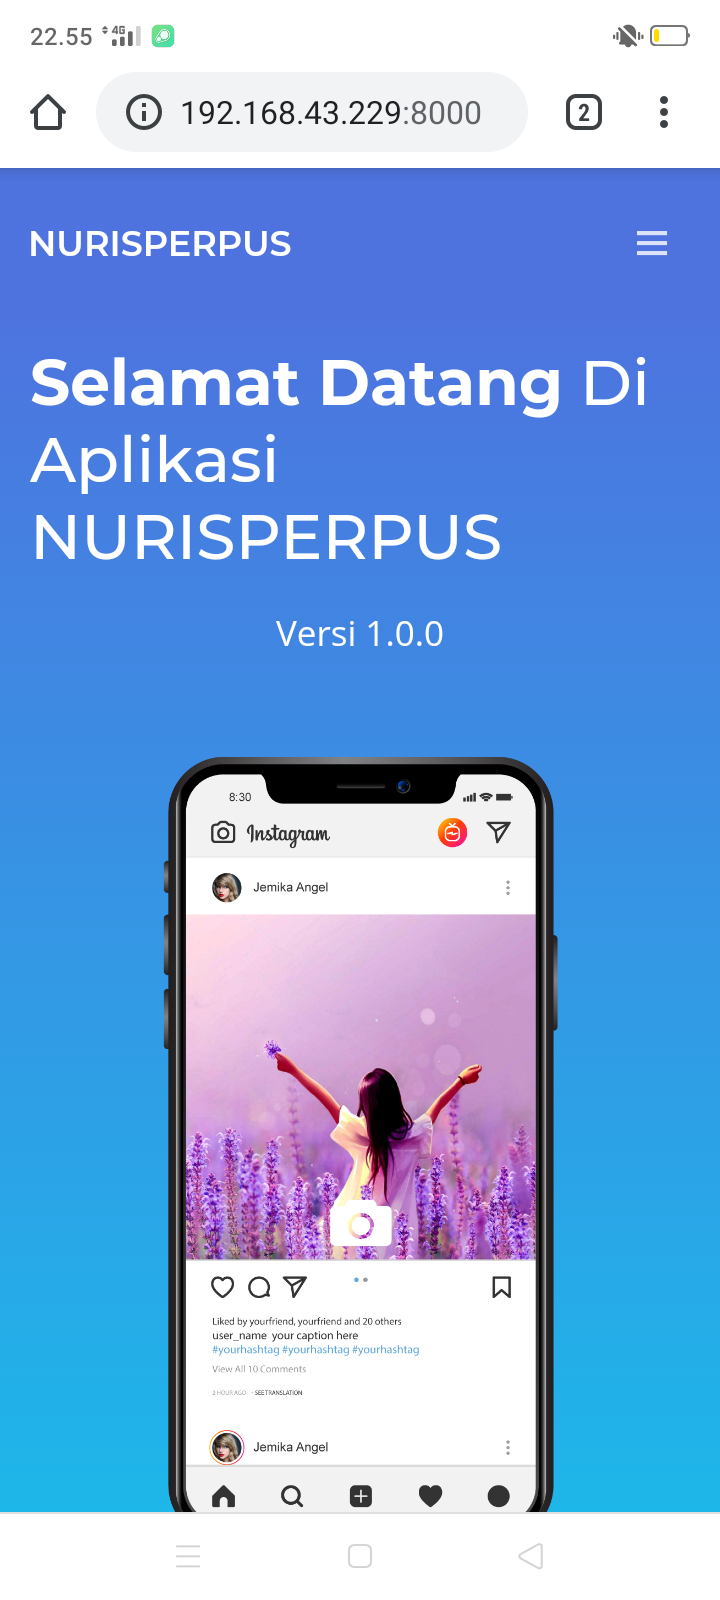 22.55 4G
192.168.43.229:8000 2
NURISPERPUS
Selamat Datang Di
Aplikasi
NURISPERPUS
Versi 1.0.0
8:30
Instagram
Jemika Angel
Liked by yourfriend, yourfriend and 20 others
user_name your caption here
#yourhashtag #yourhashtag #yourhashtag
View All 10 Comments
2 HOUR AGO · SEE TRANSLATION
Jemika Angel